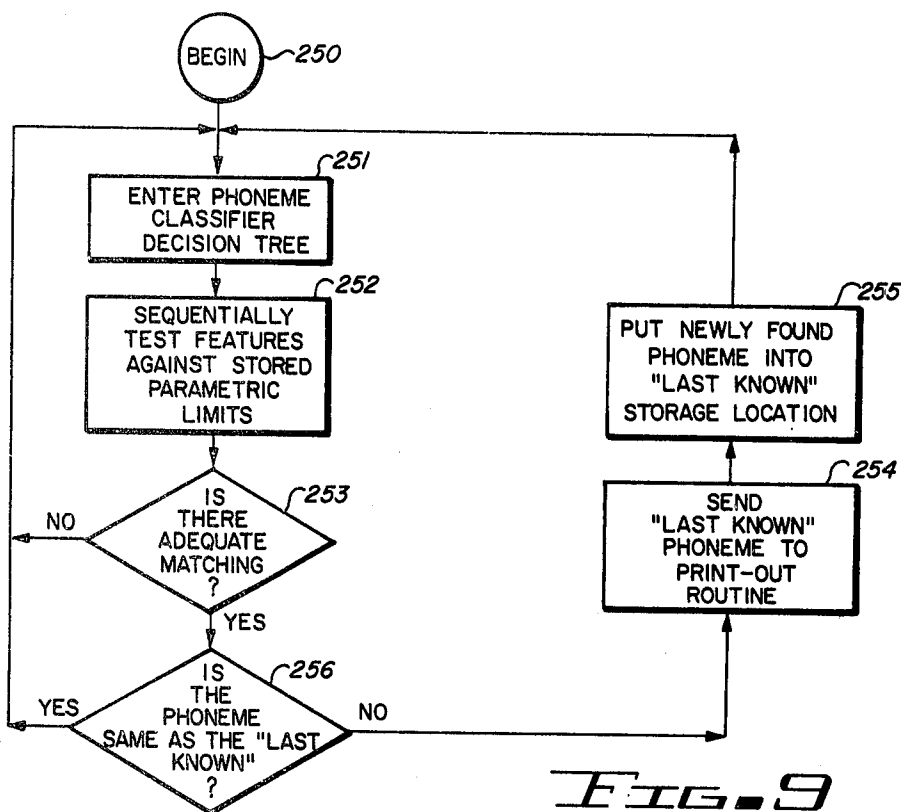 BEGIN
250
251
ENTER PHONEME
CLASSIFIER
DECISION TREE
252
SEQUENTIALLY
TEST FEATURES
AGAINST STORED
PARAMETRIC
LIMITS
253
IS
THERE
ADEQUATE
MATCHING
?
NO
YES
256
IS
THE
PHONEME
SAME AS THE "LAST
KNOWN"
?
YES
NO
255
PUT NEWLY FOUND
PHONEME INTO
"LAST KNOWN"
STORAGE LOCATION
254
SEND
"LAST KNOWN"
PHONEME TO
PRINT-OUT
ROUTINE
FIG. 9